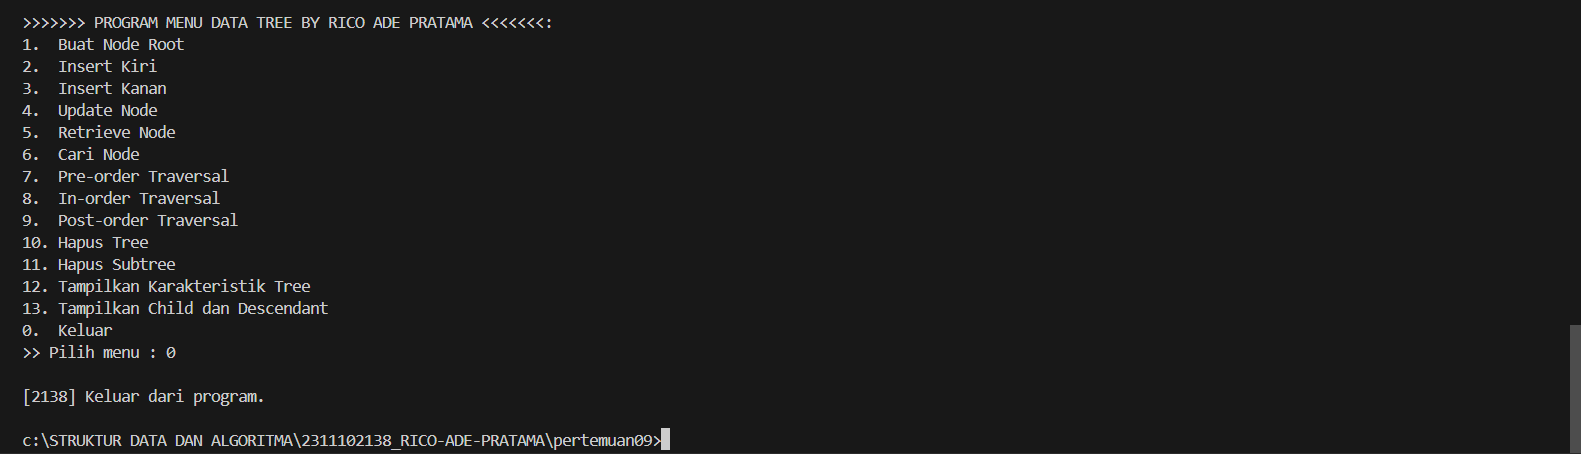 >>>>>>> PROGRAM MENU DATA TREE BY RICO ADE PRATAMA <<<<<<<:
1.  Buat Node Root
2.  Insert Kiri
3.  Insert Kanan
4.  Update Node
5.  Retrieve Node
6.  Cari Node
7.  Pre-order Traversal
8.  In-order Traversal
9.  Post-order Traversal
10. Hapus Tree
11. Hapus Subtree
12. Tampilkan Karakteristik Tree
13. Tampilkan Child dan Descendant
0.  Keluar
>> Pilih menu : 0
[2138] Keluar dari program.
c:\STRUKTUR DATA DAN ALGORITMA\2311102138_RICO-ADE-PRATAMA\pertemuan09>